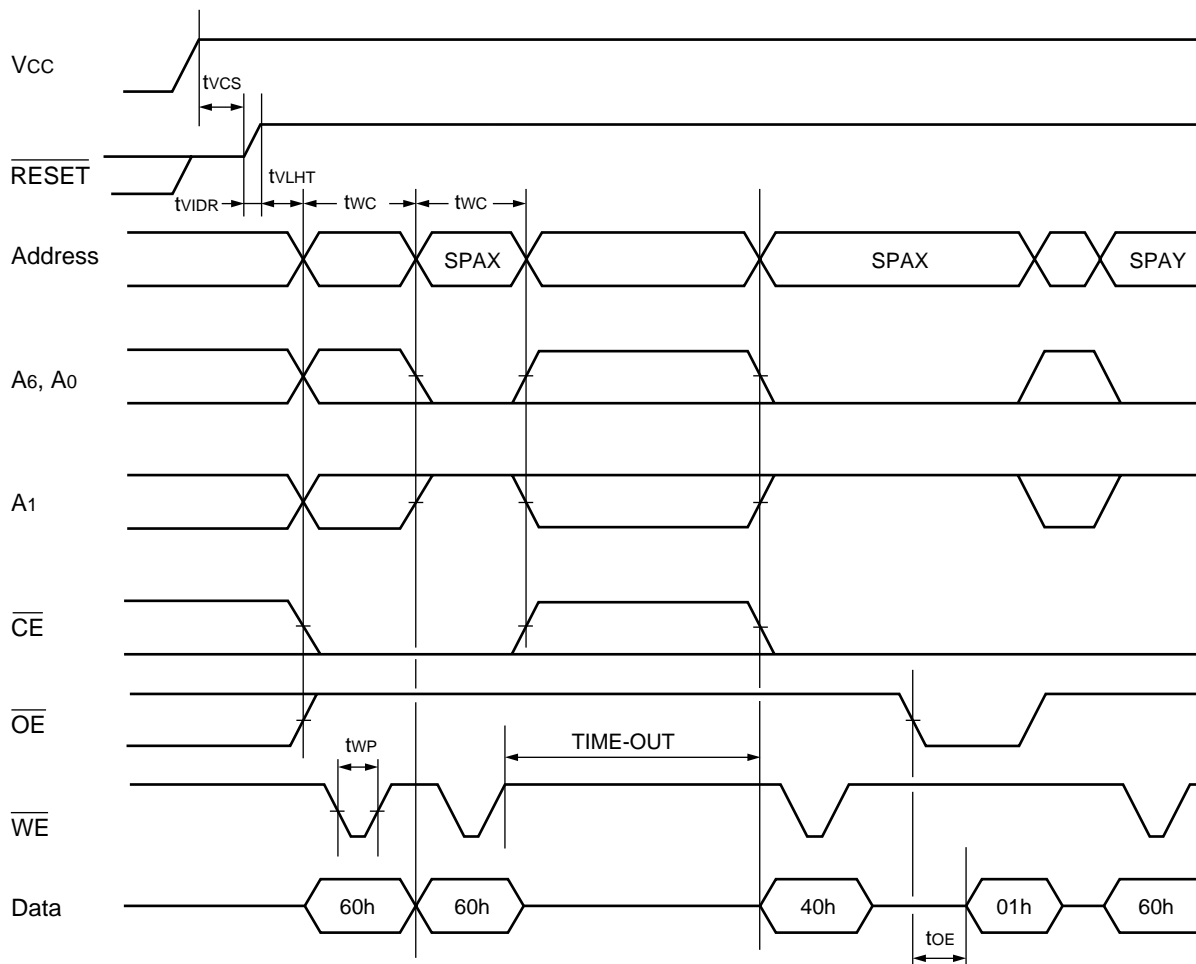 VCC
tVCS
RESET
tVLHT
tVIDR tWC tWC
Address SPAX SPAX SPAY
A6, A0
A1
CE
OE
tWP TIME-OUT
WE
Data 60h 60h 40h 01h 60h
tOE